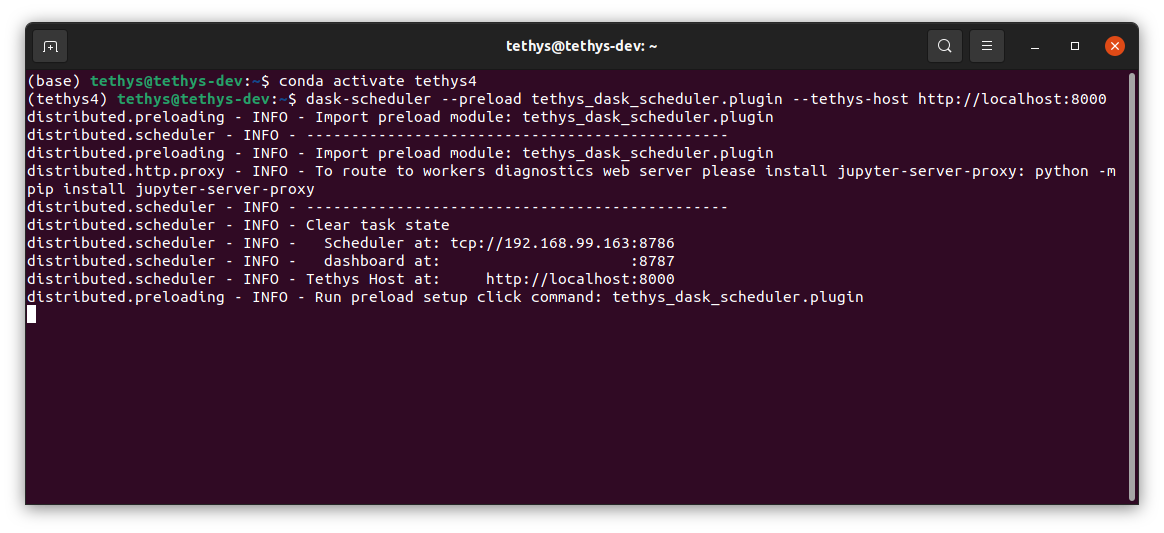 tethys@tethys-dev: ~
(base) tethys@tethys-dev:~$ conda activate tethys4
(tethys4) tethys@tethys-dev:~$ dask-scheduler --preload tethys_dask_scheduler.plugin --tethys-host http://localhost:8000
distributed.preloading - INFO - Import preload module: tethys_dask_scheduler.plugin
distributed.scheduler - INFO - -----------------------------------------------
distributed.preloading - INFO - Import preload module: tethys_dask_scheduler.plugin
distributed.http.proxy - INFO - To route to workers diagnostics web server please install jupyter-server-proxy: python -m
pip install jupyter-server-proxy
distributed.scheduler - INFO - -----------------------------------------------
distributed.scheduler - INFO - Clear task state
distributed.scheduler - INFO -   Scheduler at: tcp://192.168.99.163:8786
distributed.scheduler - INFO -   dashboard at:                     :8787
distributed.scheduler - INFO - Tethys Host at:     http://localhost:8000
distributed.preloading - INFO - Run preload setup click command: tethys_dask_scheduler.plugin